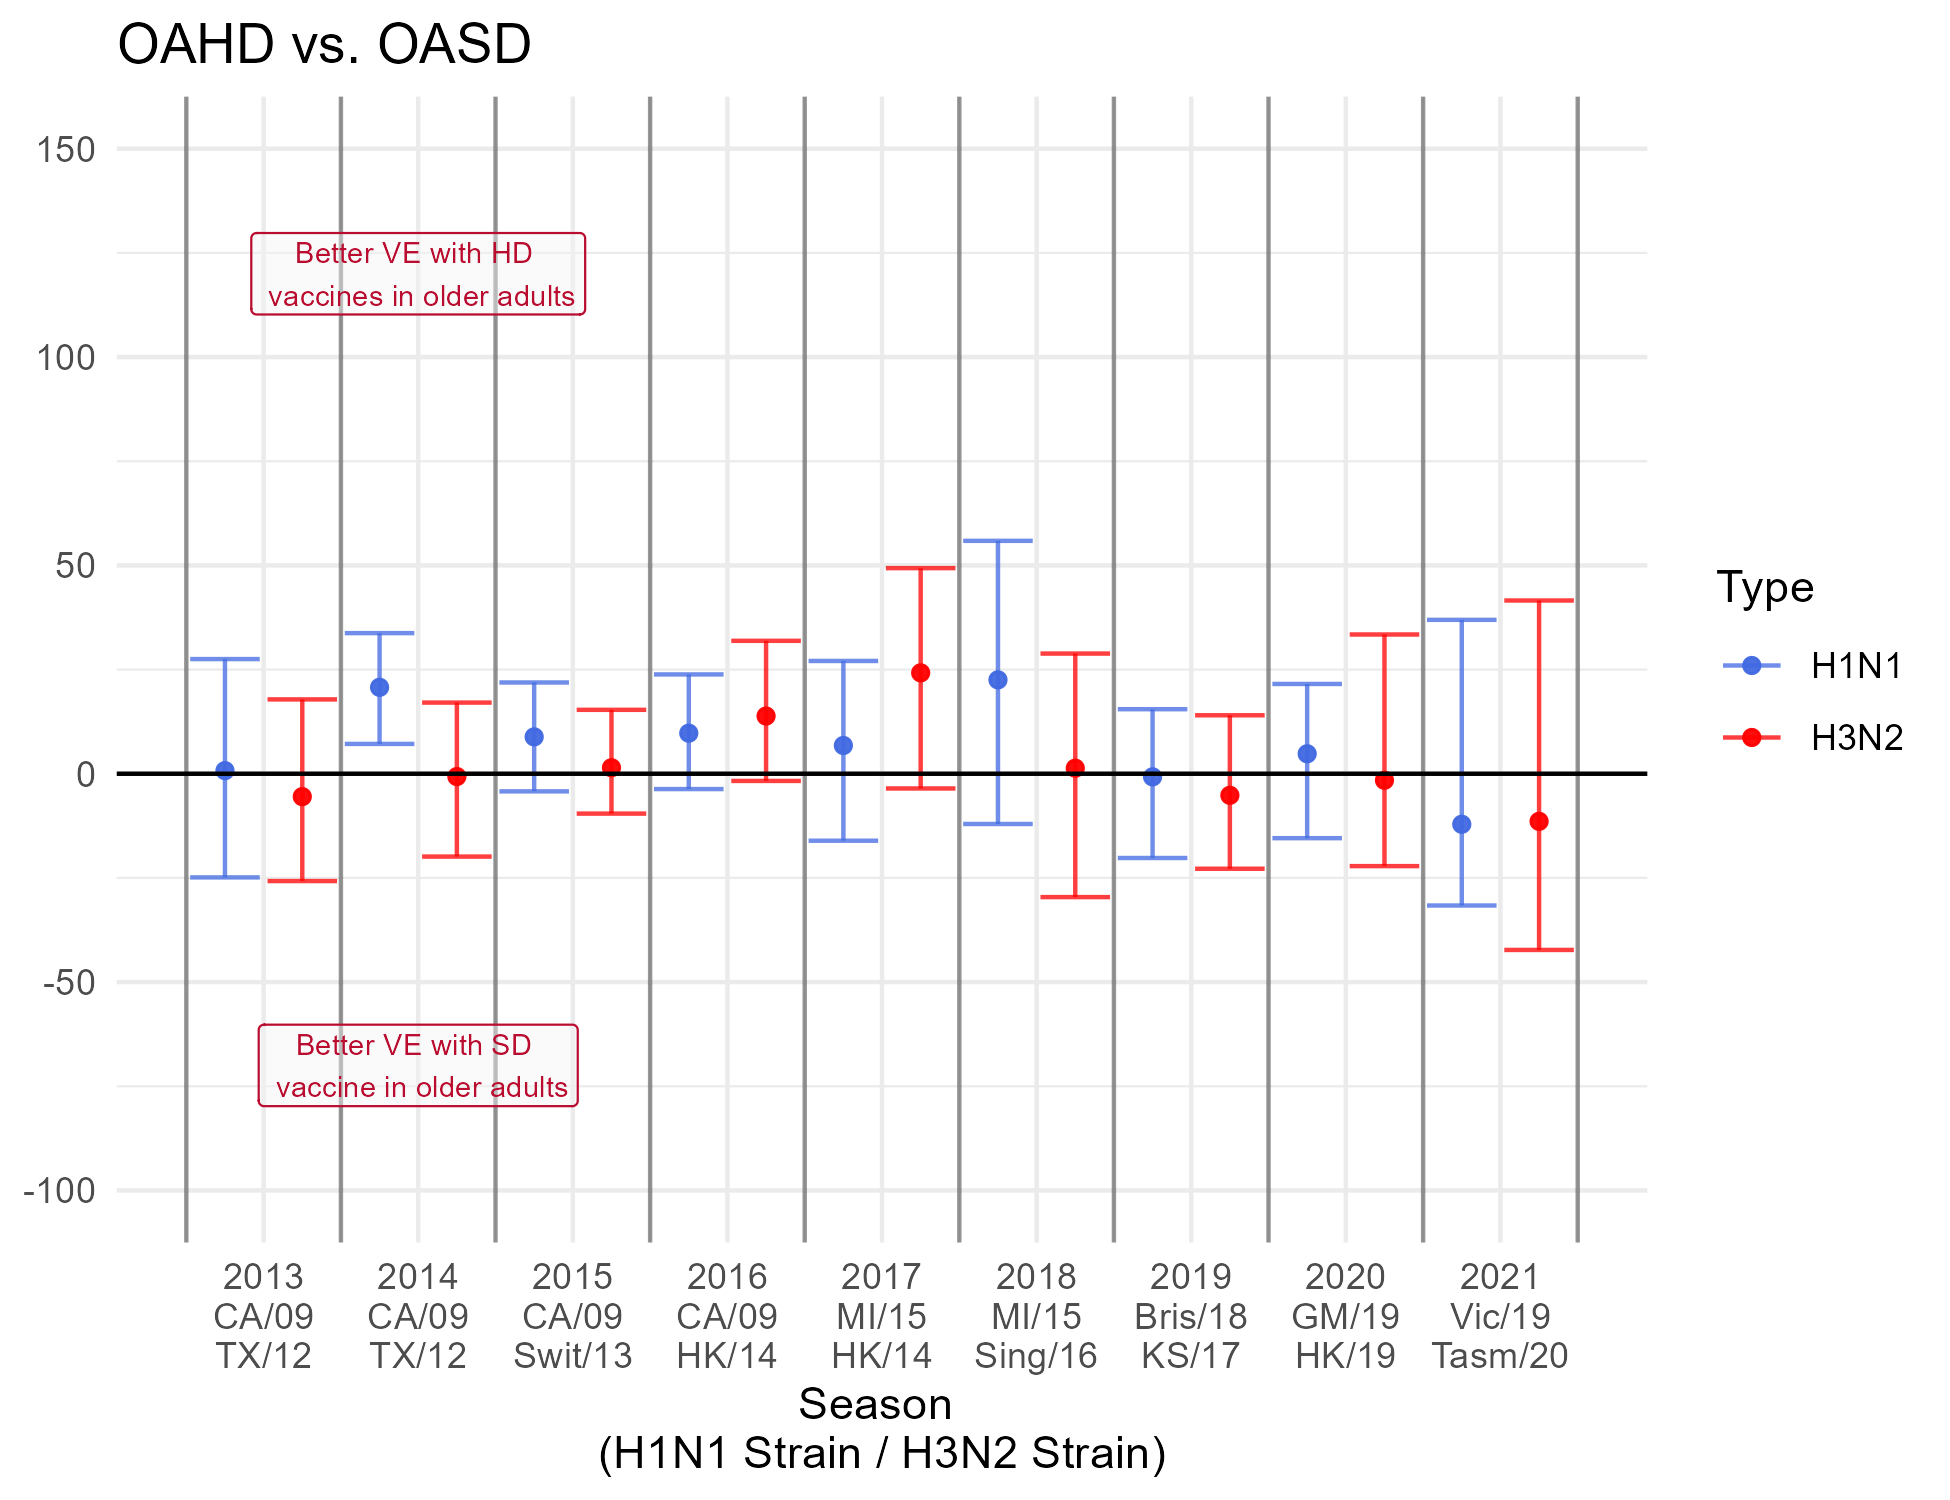 OAHD vs. OASD
150
100
50
0
-50
-100
Better VE with HD
vaccines in older adults
Better VE with SD
vaccine in older adults
2013
CA/09
TX/12
2014
CA/09
TX/12
2015
CA/09
Swit/13
2016
CA/09
HK/14
2017
MI/15
HK/14
2018
MI/15
Sing/16
2019
Bris/18
KS/17
2020
GM/19
HK/19
2021
Vic/19
Tasm/20
Season
(H1N1 Strain / H3N2 Strain)
Type
H1N1
H3N2